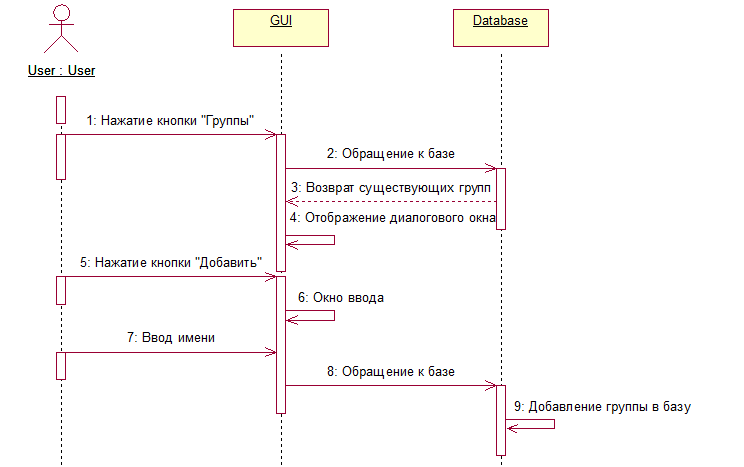 GUI
Database
User : User
1: Нажатие кнопки "Группы"
2: Обращение к базе
3: Возврат существующих групп
4: Отображение диалогового окна
5: Нажатие кнопки "Добавить"
6: Окно ввода
7: Ввод имени
8: Обращение к базе
9: Добавление группы в базу